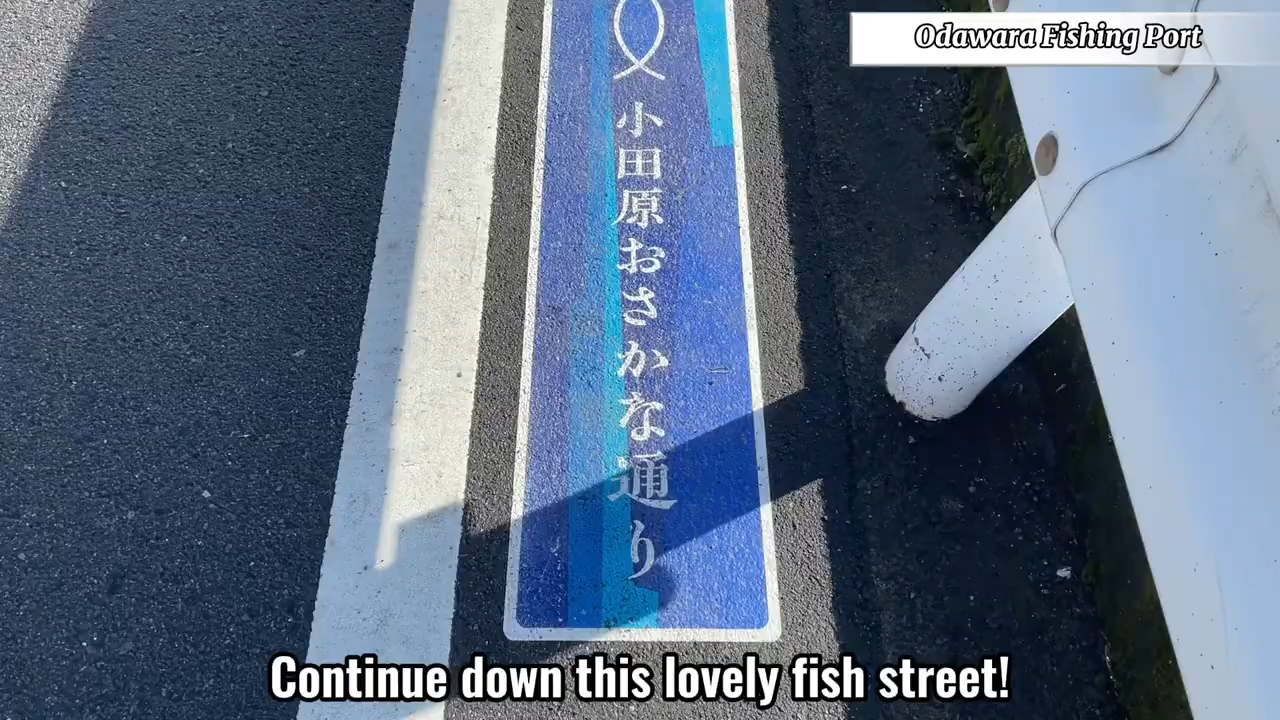 Odawara Fishing Port
小田原おさかな通り
Continue down this lovely fish street!